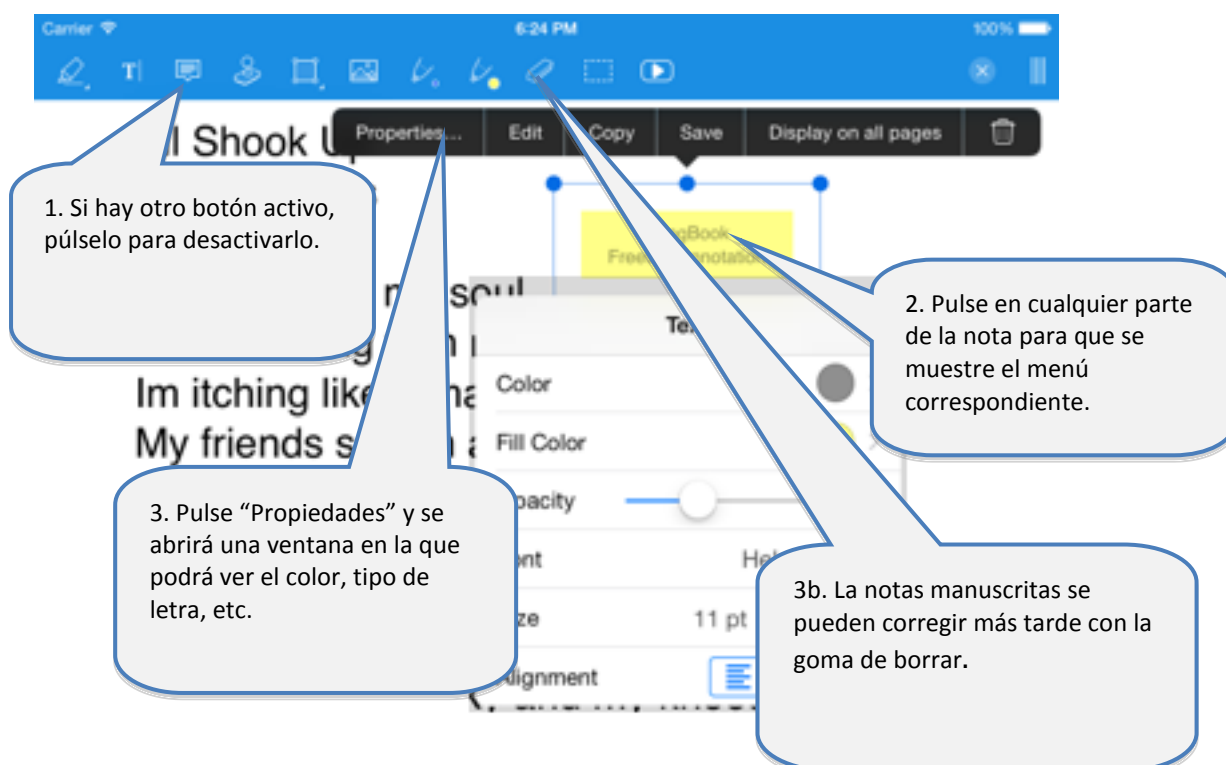 Carrier
6:24 PM
100%
T
Properties... Edit Copy Save Display on all pages
Shook
1. Si hay otro botón activo,
púlselo para desactivarlo.
2. Pulse en cualquier parte
de la nota para que se
muestre el menú
correspondiente.
soul
Im itching like
My friends
Color
Fill Color
Size
11 pt
3. Pulse “Propiedades” y se
abrirá una ventana en la que
podrá ver el color, tipo de
letra, etc.
3b. La notas manuscritas se
pueden corregir más tarde con la
goma de borrar.